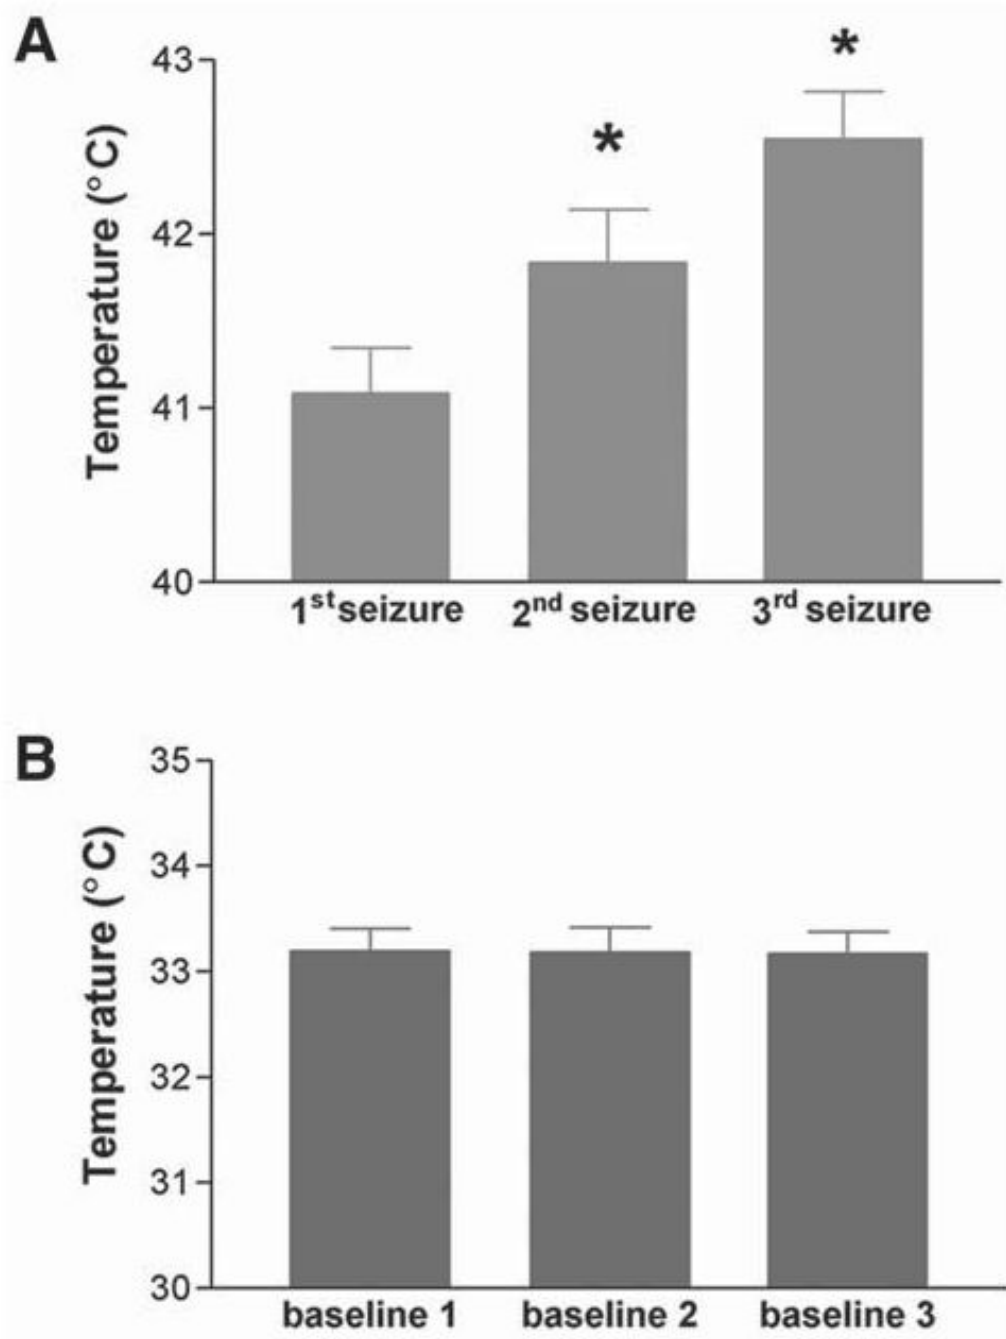 A
Temperature (°C)
43
*
*
42
41
40
1st seizure 2nd seizure 3rd seizure
B
Temperature (°C)
35
34
33
32
31
30
baseline 1 baseline 2 baseline 3